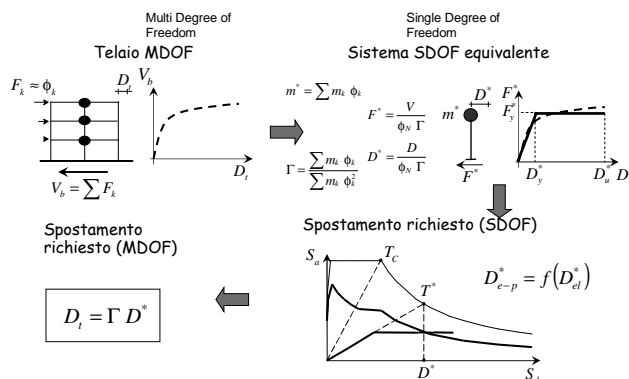 Multi Degree of
Freedom
Telaio MDOF
Single Degree of
Freedom
Sistema SDOF equivalente
F_k ≈ ϕ_k
D_t
V_b
D_t
V_b = ∑ F_k
m* = ∑ m_k ϕ_k
Γ = ∑ m_k ϕ_k / ∑ m_k ϕ_k^2
F* = V / ϕ_N Γ
D* = D / ϕ_N Γ
D*
m*
F*
F*
F_y*
D_y*
D_u*
D
Spostamento richiesto (SDOF)
S_a
T_C
T*
D*
D*_{e-p} = f(D*_{el})
Spostamento
richiesto (MDOF)
D_t = Γ D*